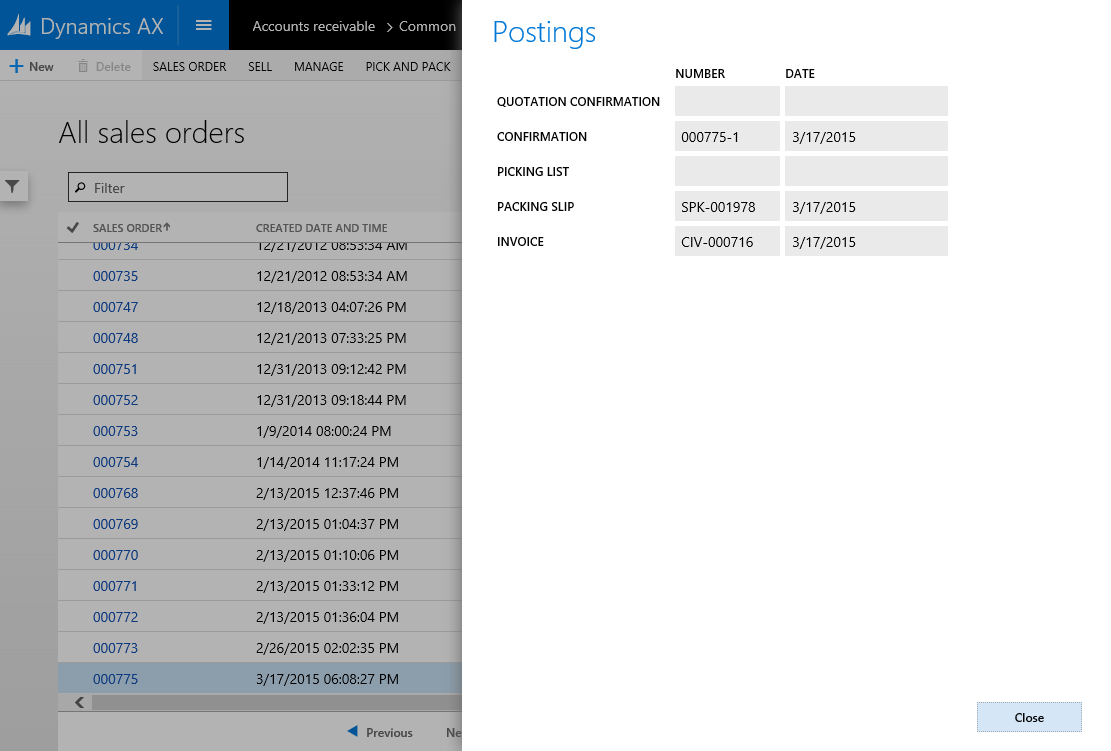 Dynamics AX
Accounts receivable > Common
New Delete SALES ORDER SELL MANAGE PICK AND PACK
All sales orders
Filter
SALES ORDER CREATED DATE AND TIME
000734 12/21/2012 08:53:34 AM
000735 12/21/2012 08:53:34 AM
000747 12/18/2013 04:07:26 PM
000748 12/21/2013 07:33:25 PM
000751 12/31/2013 09:12:42 PM
000752 12/31/2013 09:18:44 PM
000753 1/9/2014 08:00:24 PM
000754 1/14/2014 11:17:24 PM
000768 2/13/2015 12:37:46 PM
000769 2/13/2015 01:04:37 PM
000770 2/13/2015 01:10:06 PM
000771 2/13/2015 01:33:12 PM
000772 2/13/2015 01:36:04 PM
000773 2/26/2015 02:02:35 PM
000775 3/17/2015 06:08:27 PM
Previous Ne
Postings
NUMBER DATE
QUOTATION CONFIRMATION
CONFIRMATION 000775-1 3/17/2015
PICKING LIST
PACKING SLIP SPK-001978 3/17/2015
INVOICE CIV-000716 3/17/2015
Close